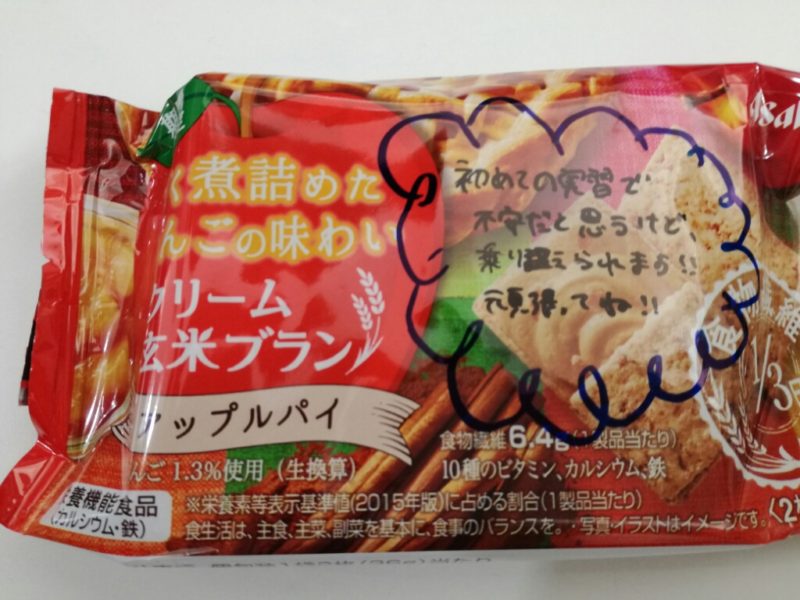 Asahi
く煮詰めた
んごの味わい
クリーム
玄米ブラン
アップルパイ
んご1.3%使用(生換算)
栄養機能食品
(カルシウム・鉄)
初めての実習で
不安だと思うけど、
乗り越えられます!!
頑張ってね!!
食物繊維
1/3日
食物繊維6.4g(1製品当たり)
10種のビタミン、カルシウム、鉄
※栄養素等表示基準値(2015年版)に占める割合(1製品当たり)
食生活は、主食、主菜、副菜を基本に、食事のバランスを。・写真・イラストはイメージです。